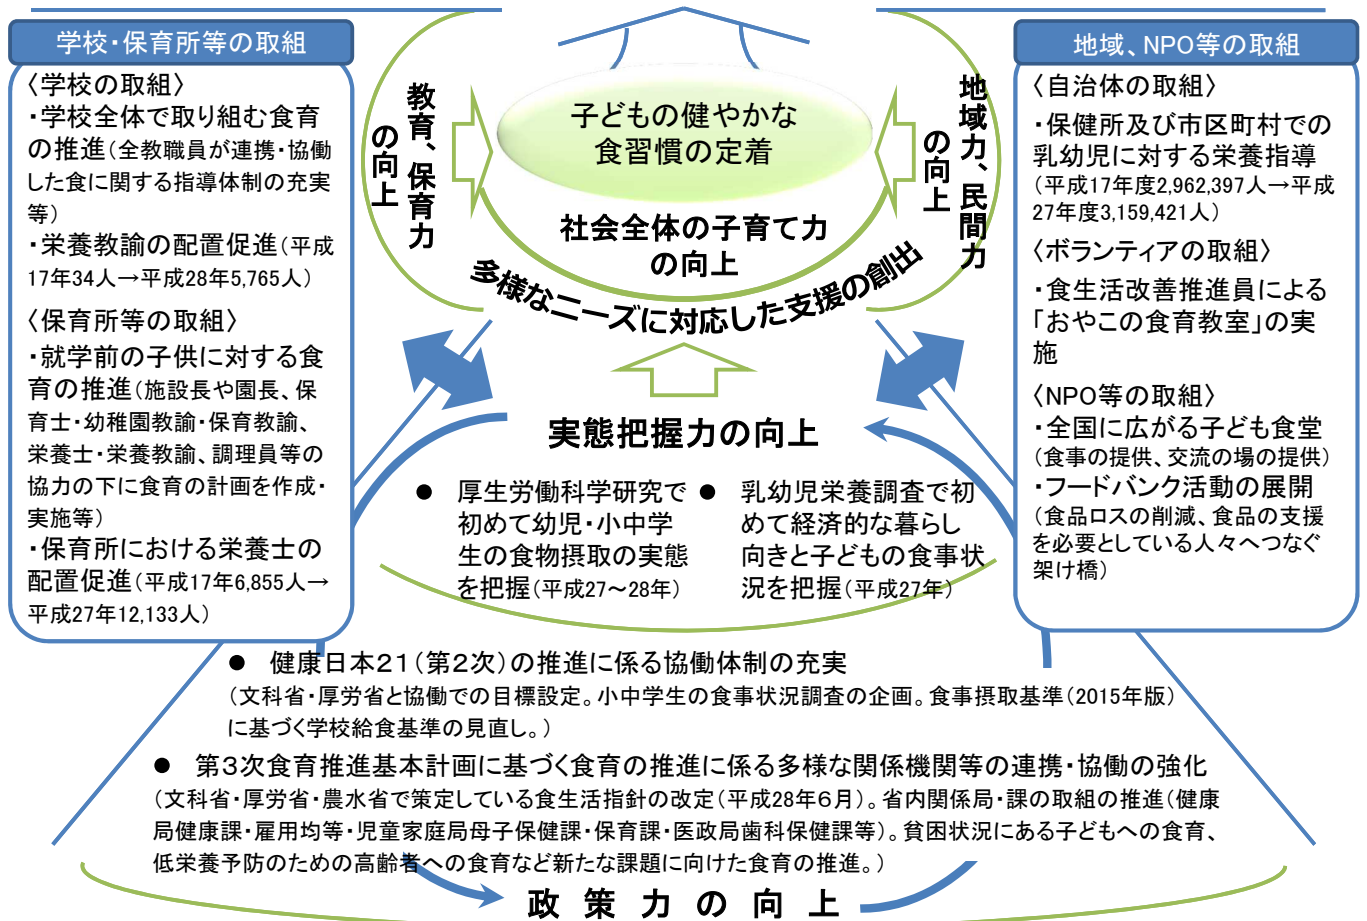 学校・保育所等の取組
〈学校の取組〉
・学校全体で取り組む食育
の推進(全教職員が連携・協働
した食に関する指導体制の充実
等)
・栄養教諭の配置促進(平成
17年34人→平成28年5,765人)
〈保育所等の取組〉
・就学前の子供に対する食
育の推進(施設長や園長、保
育士・幼稚園教諭・保育教諭、
栄養士・栄養教諭、調理員等の
協力の下に食育の計画を作成・
実施等)
・保育所における栄養士の
配置促進(平成17年6,855人→
平成27年12,133人)
教育、保育力
の向上
子どもの健やかな
食習慣の定着
社会全体の子育て力
の向上
多様なニーズに対応した支援の創出
地域力、民間力
の向上
地域、NPO等の取組
〈自治体の取組〉
・保健所及び市区町村での
乳幼児に対する栄養指導
(平成17年度2,962,397人→平成
27年度3,159,421人)
〈ボランティアの取組〉
・食生活改善推進員による
「おやこの食育教室」の実
施
〈NPO等の取組〉
・全国に広がる子ども食堂
(食事の提供、交流の場の提供)
・フードバンク活動の展開
(食品ロスの削減、食品の支援
を必要としている人々へつなぐ
架け橋)
実態把握力の向上
● 厚生労働科学研究で
初めて幼児・小中学
生の食物摂取の実態
を把握(平成27～28年)
● 乳幼児栄養調査で初
めて経済的な暮らし
向きと子どもの食事状
況を把握(平成27年)
● 健康日本21(第2次)の推進に係る協働体制の充実
(文科省・厚労省と協働での目標設定。小中学生の食事状況調査の企画。食事摂取基準(2015年版)
に基づく学校給食基準の見直し。)
● 第3次食育推進基本計画に基づく食育の推進に係る多様な関係機関等の連携・協働の強化
(文科省・厚労省・農水省で策定している食生活指針の改定(平成28年6月)。省内関係局・課の取組の推進(健康
局健康課・雇用均等・児童家庭局母子保健課・保育課・医政局歯科保健課等)。貧困状況にある子どもへの食育、
低栄養予防のための高齢者への食育など新たな課題に向けた食育の推進。)
政策力の向上